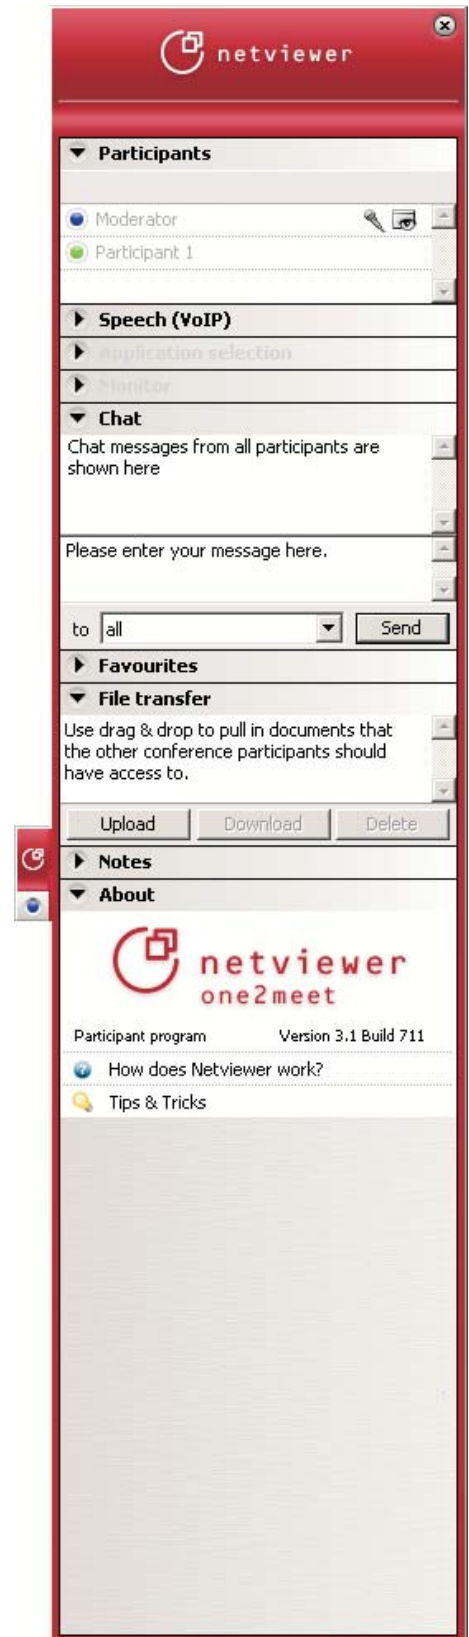 netviewer
Participants
Moderator
Participant 1
Speech (VoIP)
Application selection
Monitor
Chat
Chat messages from all participants are
shown here
Please enter your message here.
to all Send
Favourites
File transfer
Use drag & drop to pull in documents that
the other conference participants should
have access to.
Upload Download Delete
Notes
About
netviewer
one2meet
Participant program Version 3.1 Build 711
How does Netviewer work?
Tips & Tricks